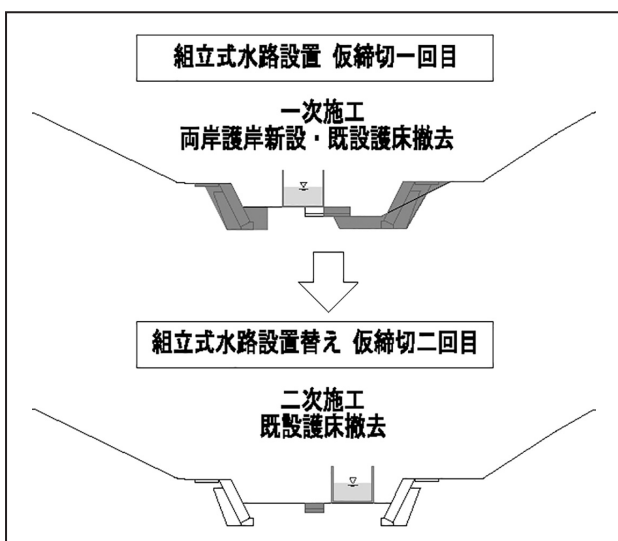 組立式水路設置 仮締切一回目
一次施工
両岸護岸新設・既設護床撤去
組立式水路設置替え 仮締切二回目
二次施工
既設護床撤去